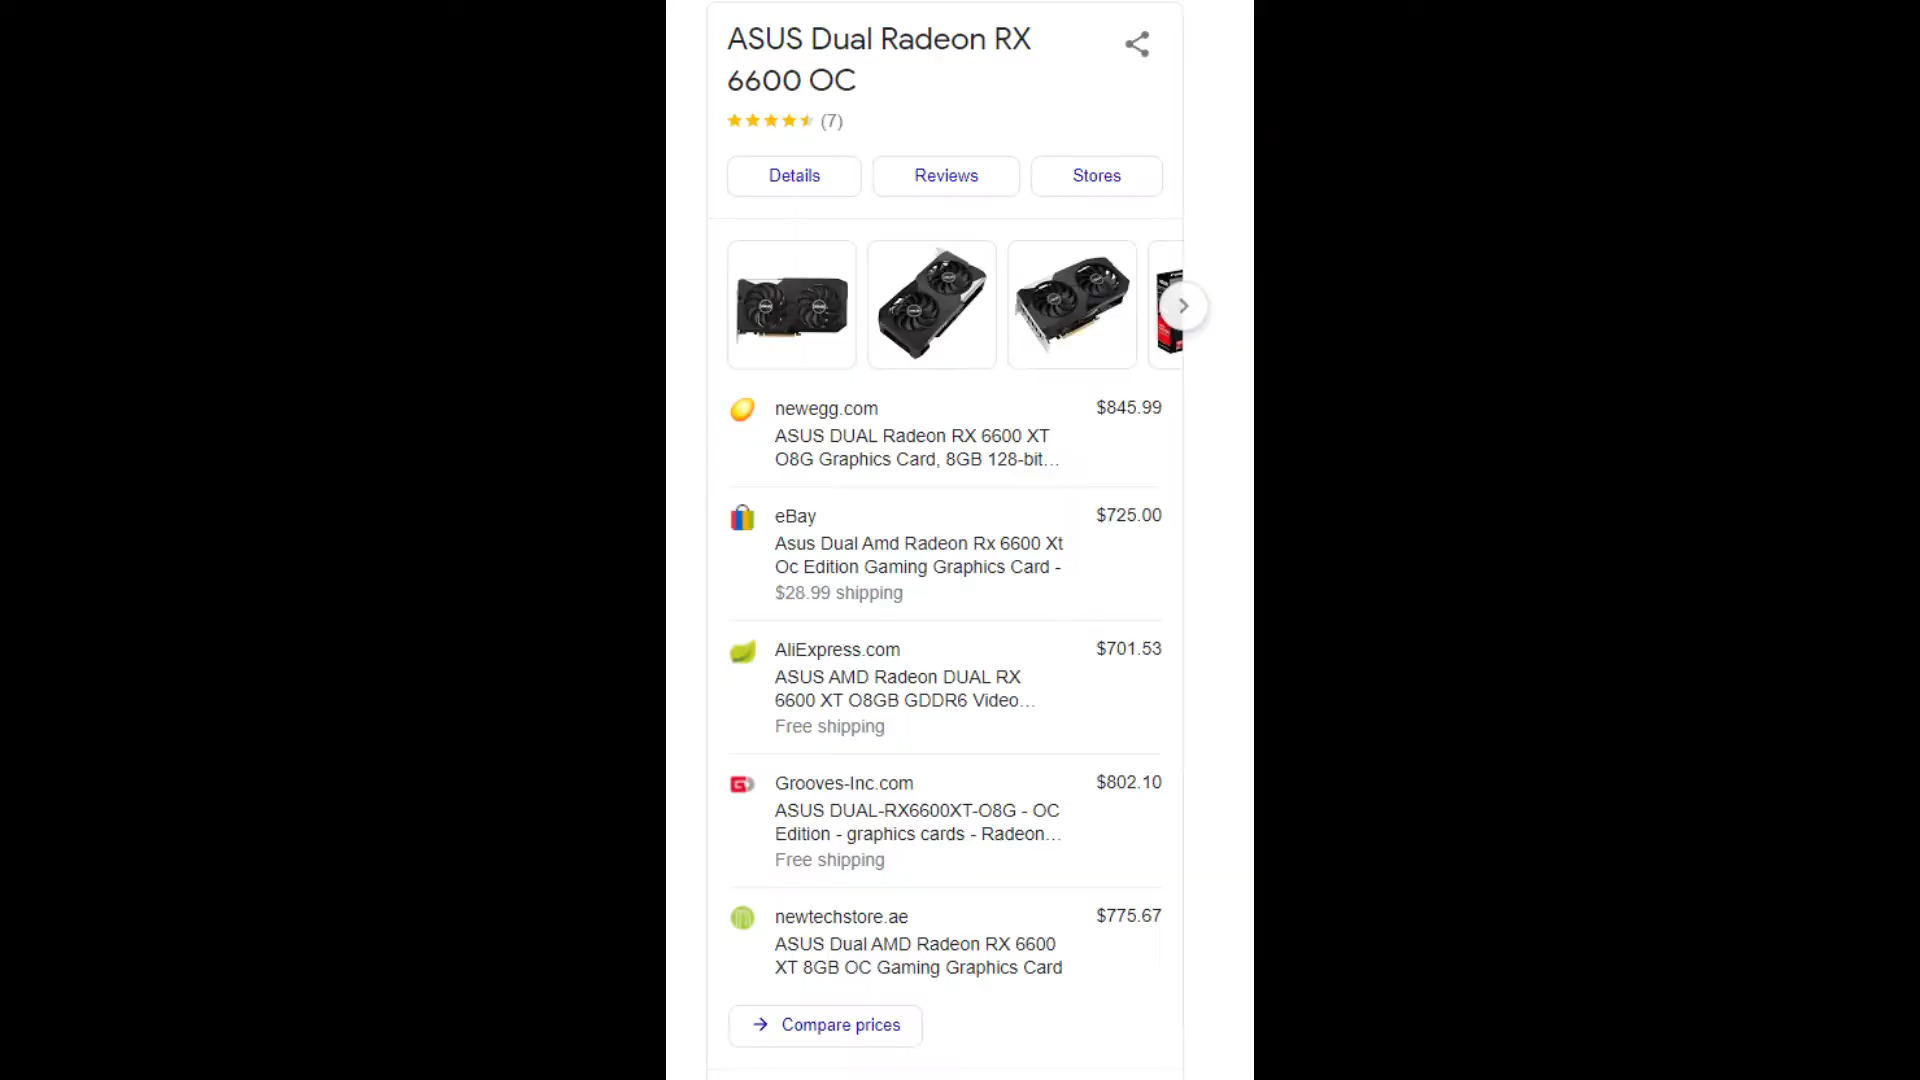 ASUS Dual Radeon RX
6600 OC
(7)
Details
Reviews
Stores
newegg.com
$845.99
ASUS DUAL Radeon RX 6600 XT
O8G Graphics Card, 8GB 128-bit...
eBay
$725.00
Asus Dual Amd Radeon Rx 6600 Xt
Oc Edition Gaming Graphics Card -
$28.99 shipping
AliExpress.com
$701.53
ASUS AMD Radeon DUAL RX
6600 XT O8GB GDDR6 Video...
Free shipping
Grooves-Inc.com
$802.10
ASUS DUAL-RX6600XT-O8G - OC
Edition - graphics cards - Radeon...
Free shipping
newtechstore.ae
$775.67
ASUS Dual AMD Radeon RX 6600
XT 8GB OC Gaming Graphics Card
Compare prices